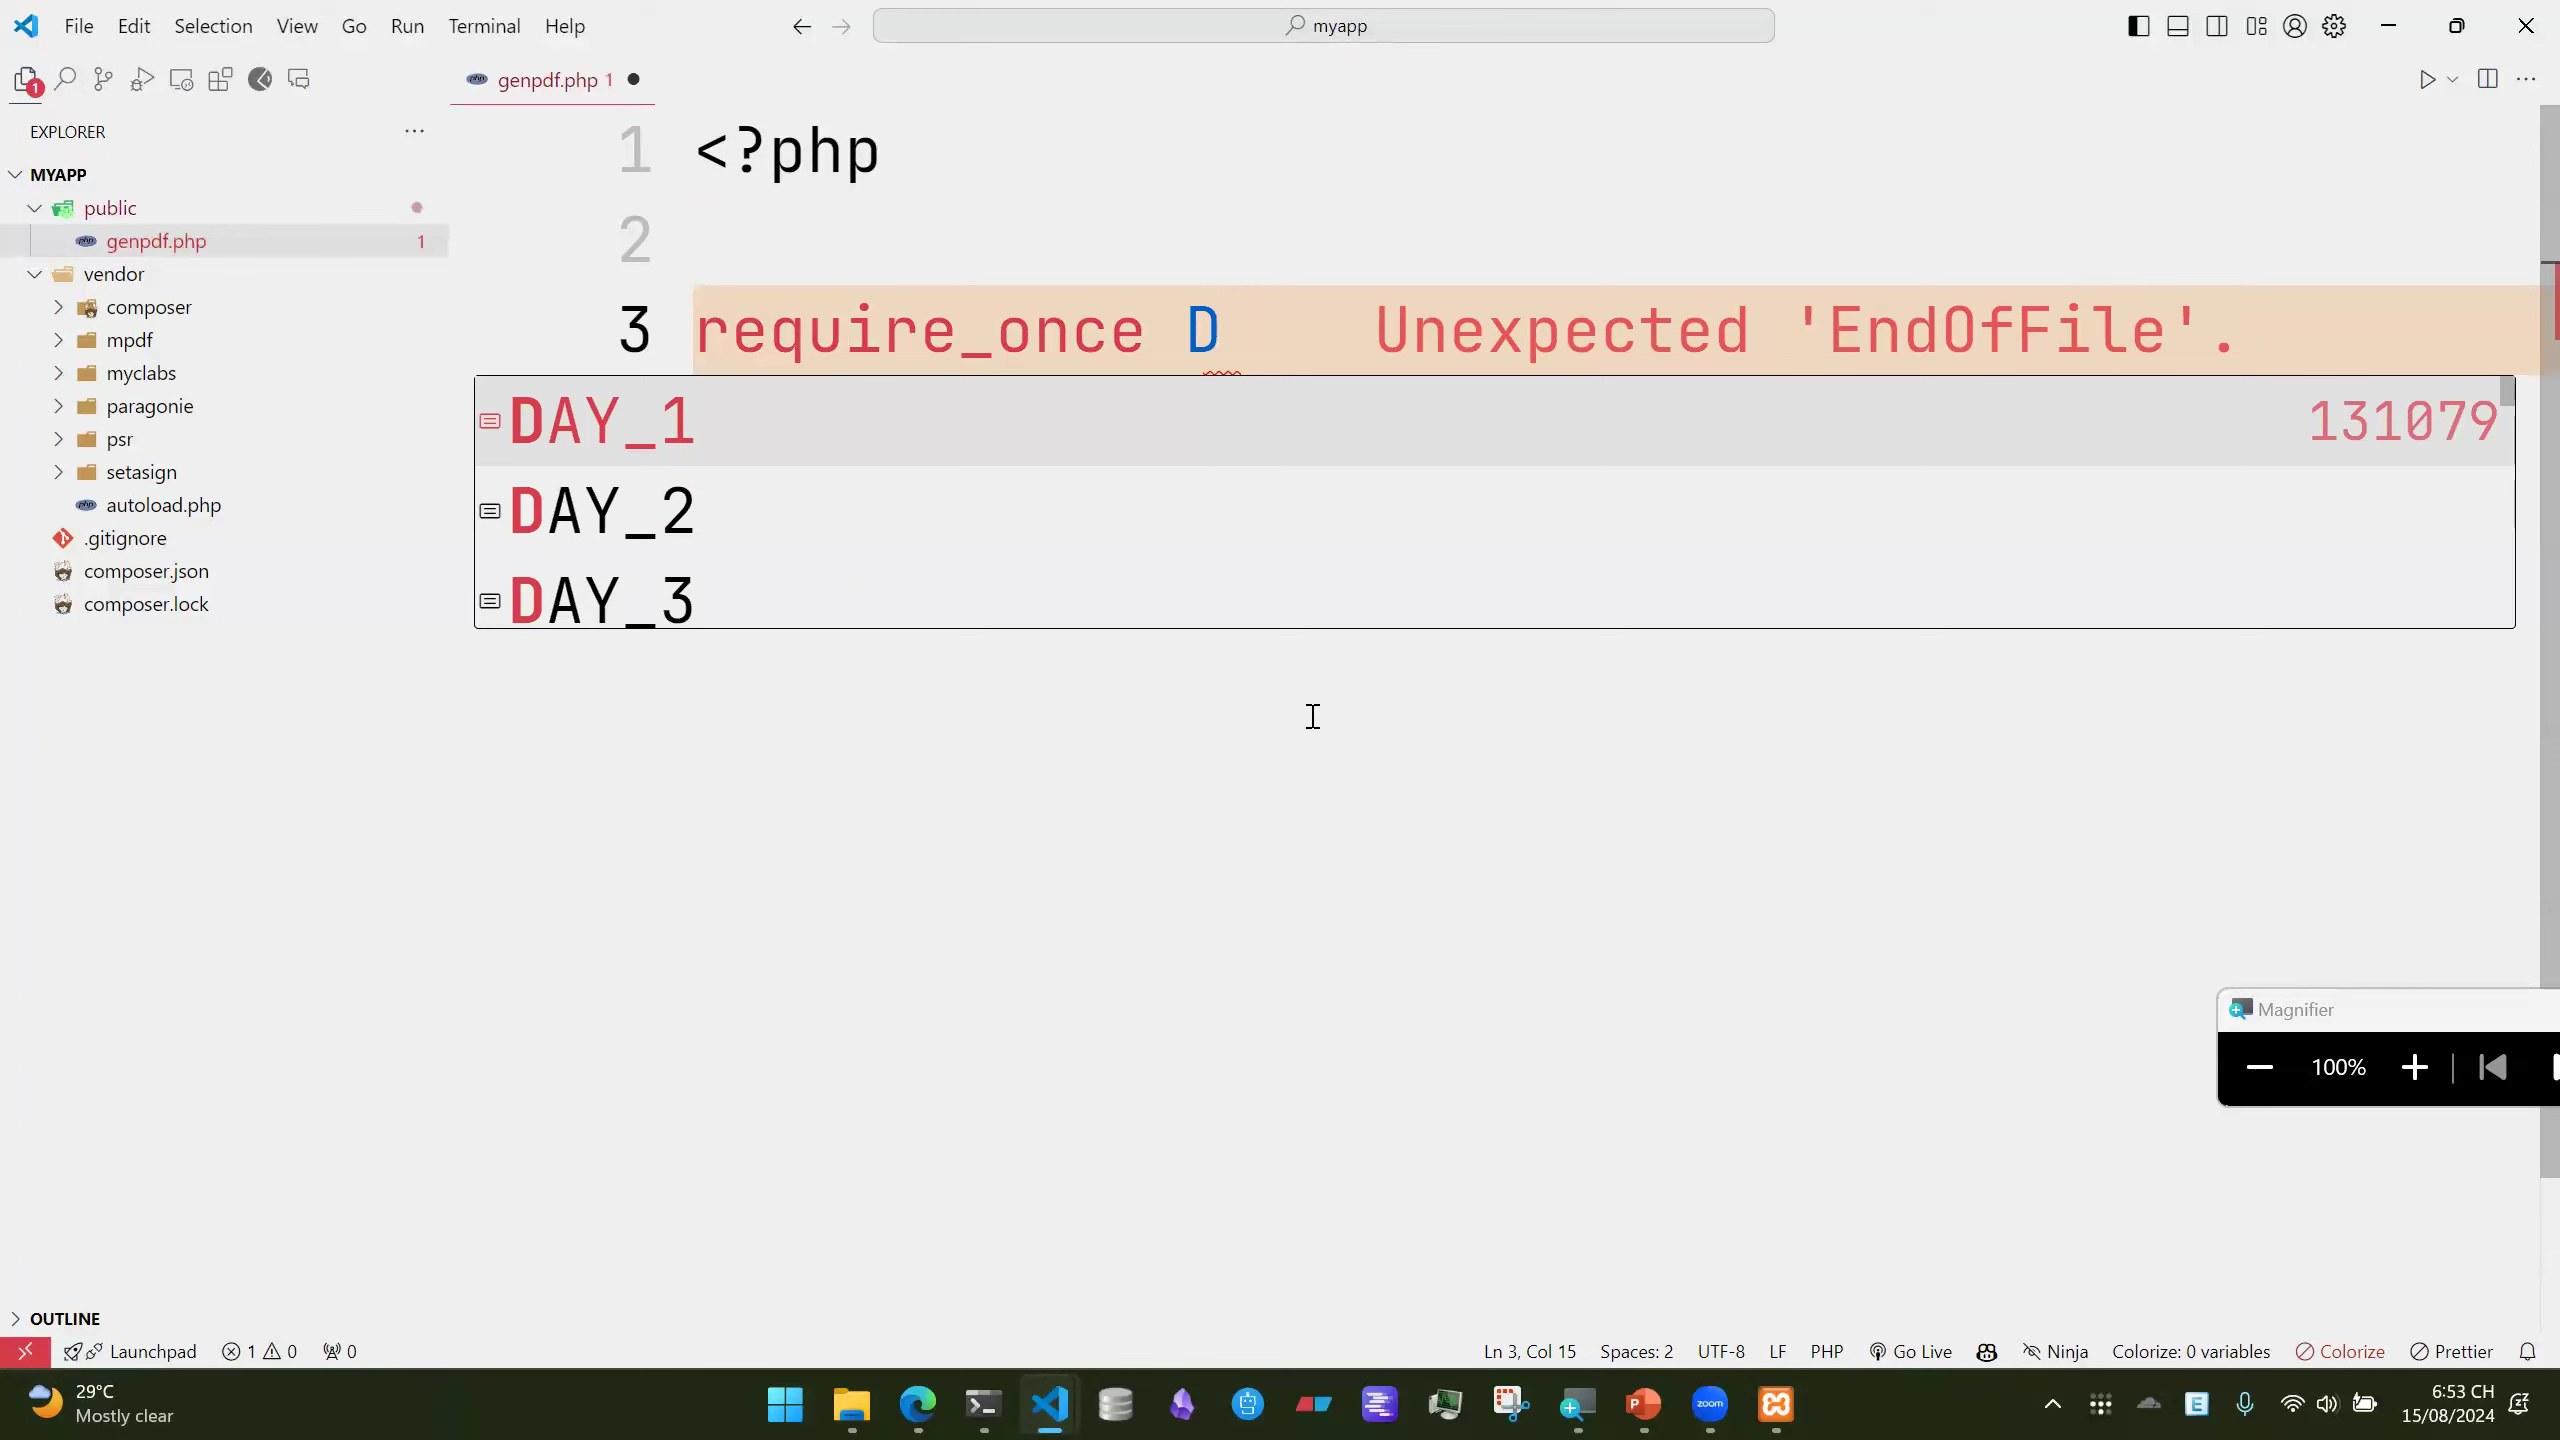 File Edit Selection View Go Run Terminal Help
myapp
1
genpdf.php 1
EXPLORER
MYAPP
public
genpdf.php 1
vendor
composer
mpdf
myclabs
paragonie
psr
setasign
autoload.php
.gitignore
composer.json
composer.lock
1 <?php
2
3 require_once D Unexpected 'EndOfFile'.
DAY_1 131079
DAY_2
DAY_3
Magnifier
100%
OUTLINE
Launchpad 1 0 0
Ln 3, Col 15 Spaces: 2 UTF-8 LF PHP Go Live Ninja Colorize: 0 variables Colorize Prettier
29°C
Mostly clear
zoom
E
6:53 CH
15/08/2024